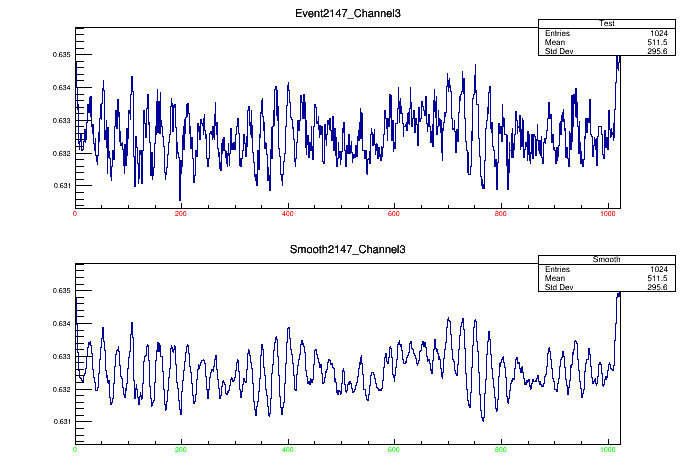 Event2147_Channel3
Test
Entries 1024
Mean 511.5
Std Dev 295.6
0.635
0.634
0.633
0.632
0.631
0 200 400 600 800 1000
Smooth2147_Channel3
Smooth
Entries 1024
Mean 511.5
Std Dev 295.6
0.635
0.634
0.633
0.632
0.631
0 200 400 600 800 1000